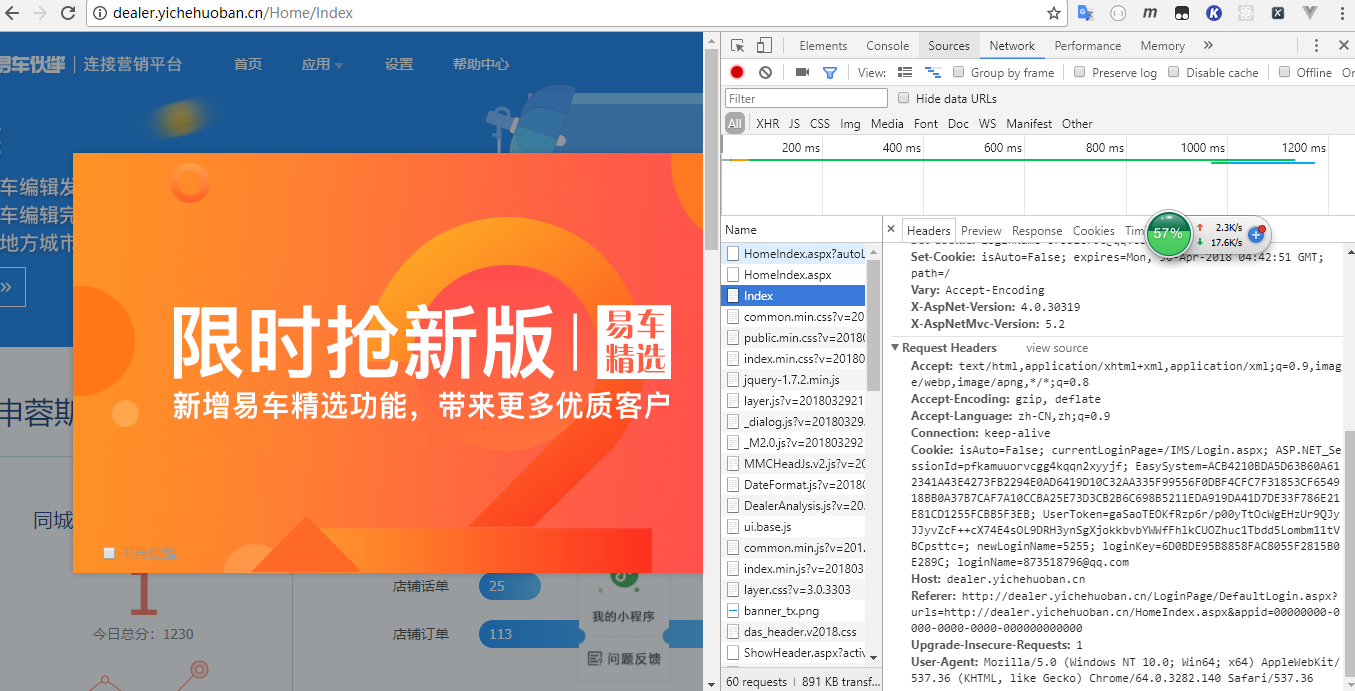 dealer.yichehuoban.cn/Home/Index
易车伙伴 连接营销平台 首页 应用 设置 帮助中心
车编辑发
车编辑完
地方城市
限时抢新版 易车精选
新增易车精选功能，带来更多优质客户
不再提醒
申蓉斯
同城
1
今日总分：1230
店铺话单 25
店铺订单 113
我的小程序
问题反馈
Elements Console Sources Network Performance Memory
View: Group by frame Preserve log Disable cache Offline
Filter Hide data URLs
All XHR JS CSS Img Media Font Doc WS Manifest Other
200 ms 400 ms 600 ms 800 ms 1000 ms 1200 ms
Name
HomeIndex.aspx?autoL
HomeIndex.aspx
Index
common.min.css?v=20
public.min.css?v=20180
index.min.css?v=20180
jquery-1.7.2.min.js
layer.js?v=2018032921
_dialog.js?v=201803292
_M2.0.js?v=201803292
MMCHeadJs.v2.js?v=20
DateFormat.js?v=20180
DealerAnalysis.js?v=20
ui.base.js
common.min.js?v=201
index.min.js?v=201803
layer.css?v=3.0.3303
banner_tx.png
das_header.v2018.css
ShowHeader.aspx?activ
60 requests | 891 KB transf...
Headers Preview Response Cookies Tim
57% 2.3K/s
17.6K/s
Set-Cookie: isAuto=False; expires=Mon, 30-Apr-2018 04:42:51 GMT;
path=/
Vary: Accept-Encoding
X-AspNet-Version: 4.0.30319
X-AspNetMvc-Version: 5.2
Request Headers view source
Accept: text/html,application/xhtml+xml,application/xml;q=0.9,imag
e/webp,image/apng,*/*;q=0.8
Accept-Encoding: gzip, deflate
Accept-Language: zh-CN,zh;q=0.9
Connection: keep-alive
Cookie: isAuto=False; currentLoginPage=/IMS/Login.aspx; ASP.NET_Se
ssionId=pfkamuuorvcgg4kqqn2xyyjf; EasySystem=ACB4210BDA5D63B60A61
2341A43E4273FB2294E0AD6419D10C32AA335F99556F0DBF4CFC7F31853CF6549
18BB0A37B7CAF7A10CCBA25E73D3CB2B6C698B5211EDA919DA41D7DE33F786E21
E81CD1255FCBB5F3EB; UserToken=gaSaoTEOKfRzp6r/p00yTtOcWgEHzUr9QJy
JJyvZcF++cX74E4sOL9DRH3ynSgXjokkbvbYWWfFhlkCUOZhuc1Tbdd5Lombm11tV
BCpsttc=; newLoginName=5255; loginKey=6D0BDE95B8858FAC8055F2815B0
E289C; loginName=873518796@qq.com
Host: dealer.yichehuoban.cn
Referer: http://dealer.yichehuoban.cn/LoginPage/DefaultLogin.aspx?
urls=http://dealer.yichehuoban.cn/HomeIndex.aspx&appid=00000000-0
000-0000-0000-000000000000
Upgrade-Insecure-Requests: 1
User-Agent: Mozilla/5.0 (Windows NT 10.0; Win64; x64) AppleWebKit/
537.36 (KHTML, like Gecko) Chrome/64.0.3282.140 Safari/537.36